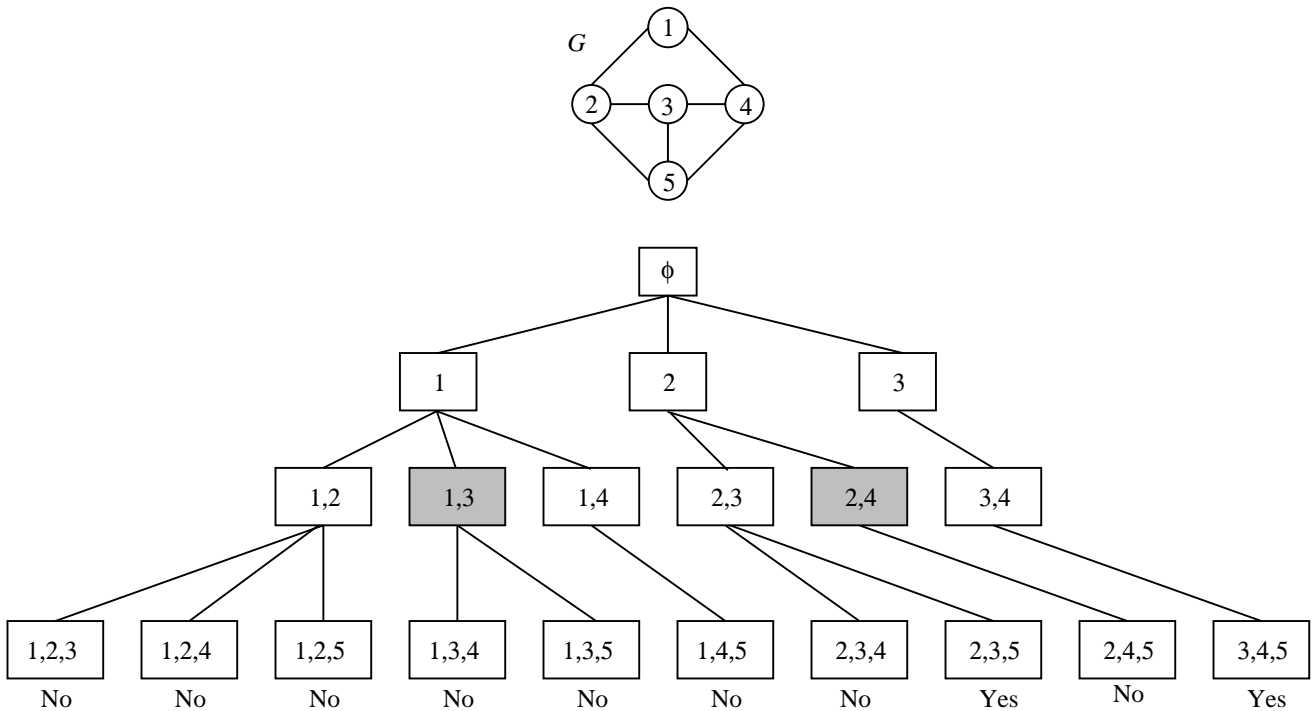 G
1
2 3 4
5
ϕ
1 2 3
1,2 1,3 1,4 2,3 2,4 3,4
1,2,3 1,2,4 1,2,5 1,3,4 1,3,5 1,4,5 2,3,4 2,3,5 2,4,5 3,4,5
No No No No No No No Yes No Yes